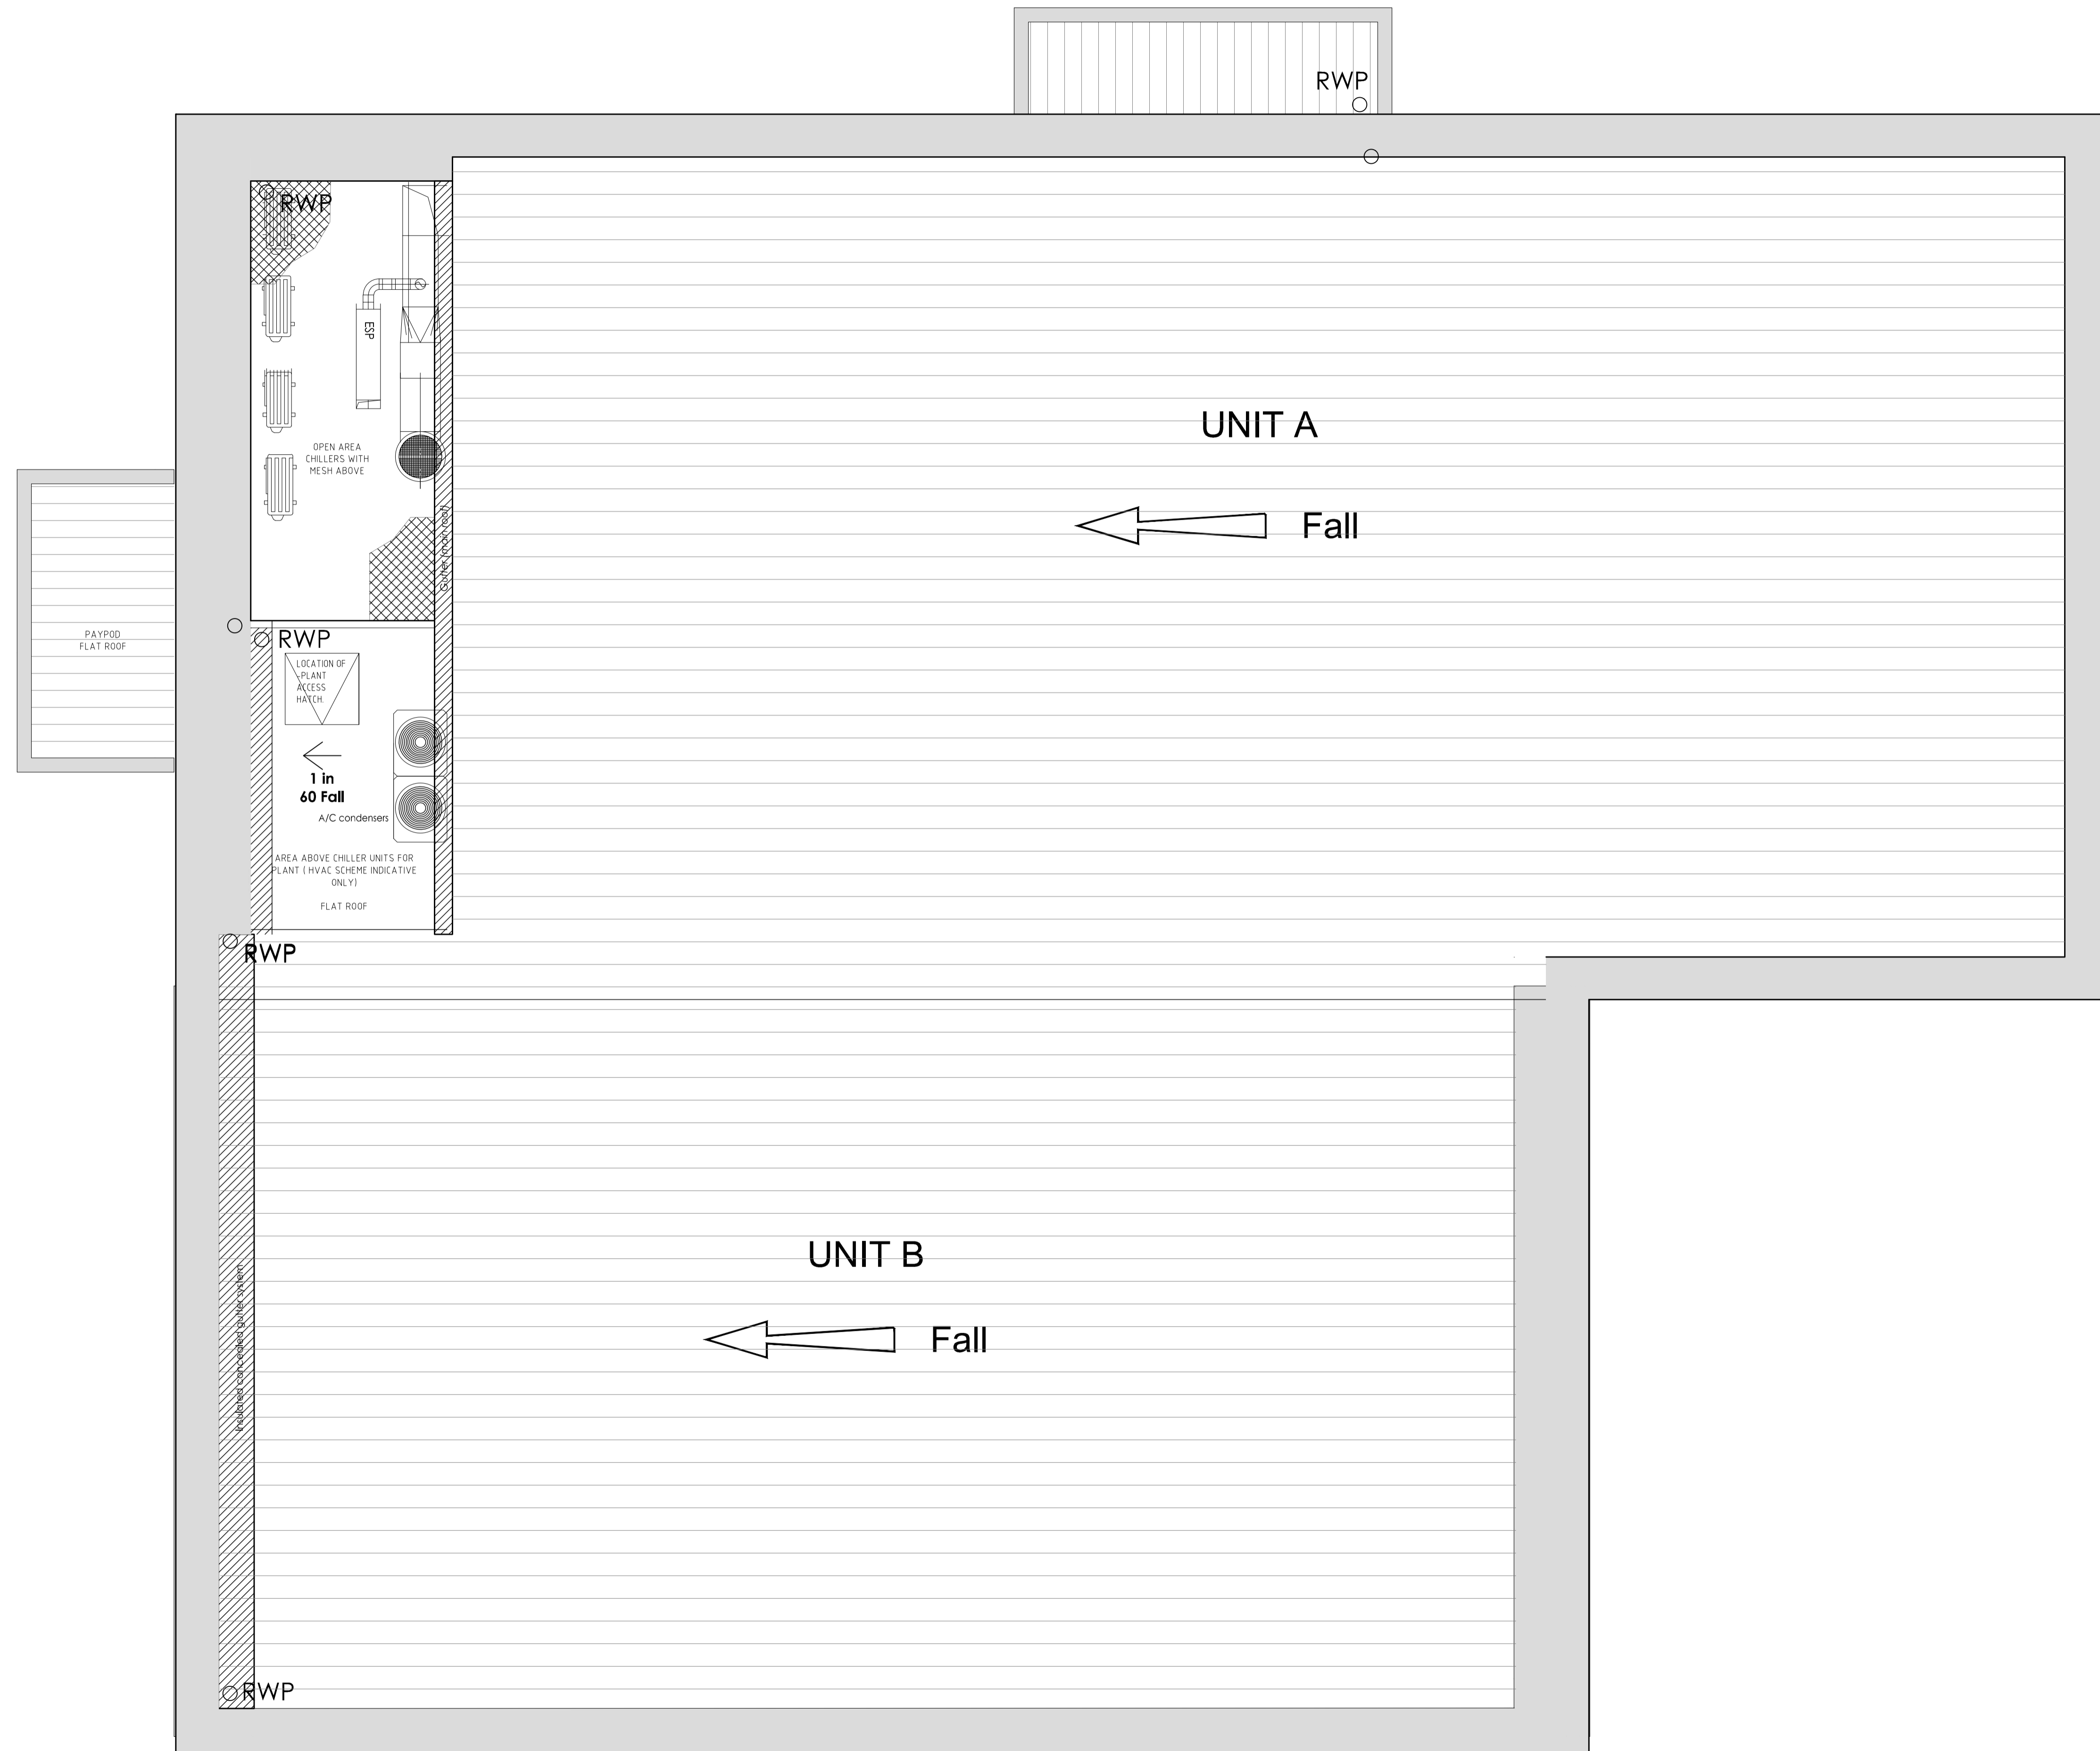 RWP
RWP
ESP
UNIT A
OPEN AREA
CHILLERS WITH
MESH ABOVE
Gutter (main roof)
Fall
PAYPOD
FLAT ROOF
RWP
LOCATION OF
-PLANT
ACCESS
HATCH.
1 in
60 Fall
A/C condensers
AREA ABOVE CHILLER UNITS FOR
PLANT ( HVAC SCHEME INDICATIVE
ONLY)
FLAT ROOF
RWP
UNIT B
Insulated concealed gutter system
Fall
RWP